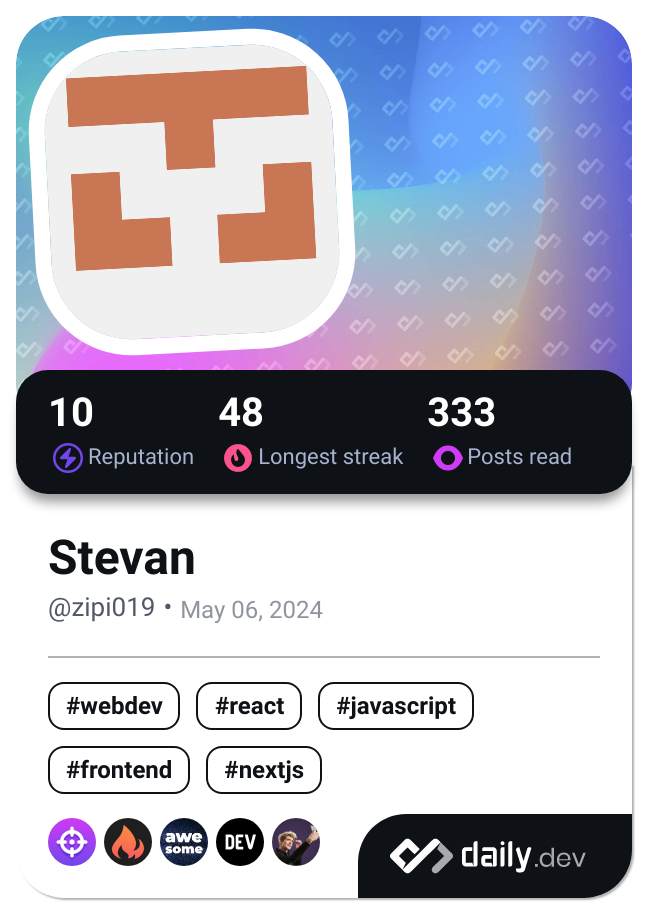 10 48 333
Reputation Longest streak Posts read
Stevan
@zipi019 • May 06, 2024
#webdev #react #javascript
#frontend #nextjs
awe
some
DEV
daily.dev